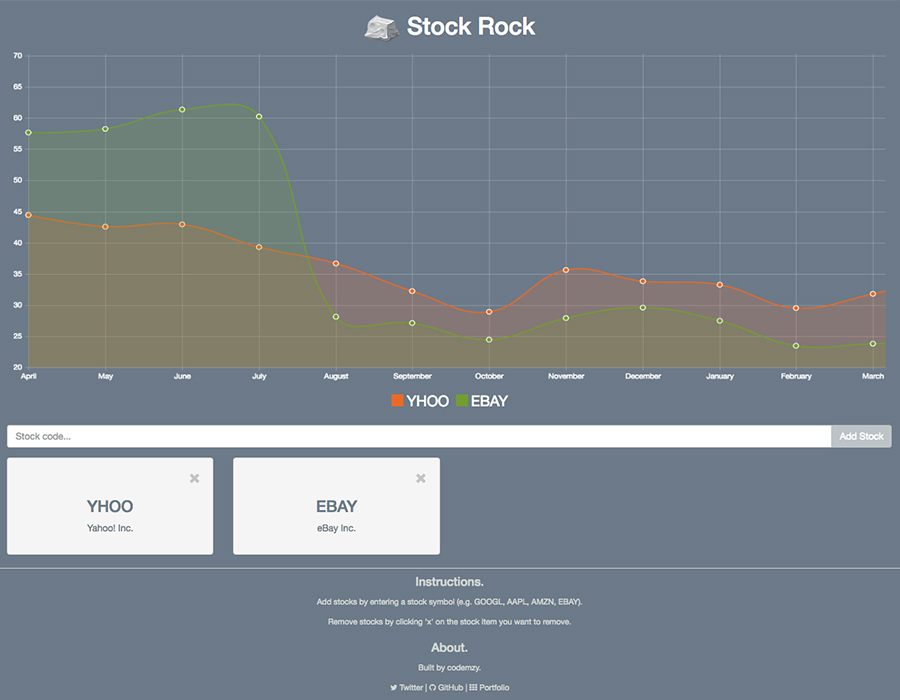 Stock Rock
70
65
60
55
50
45
40
35
30
25
20
April May June July August September October November December January February March
YHOO EBAY
Stock code... Add Stock
YHOO
Yahoo! Inc.
EBAY
eBay Inc.
Instructions.
Add stocks by entering a stock symbol (e.g. GOOGL, AAPL, AMZN, EBAY).
Remove stocks by clicking 'x' on the stock item you want to remove.
About.
Built by codemzy.
Twitter | GitHub | Portfolio